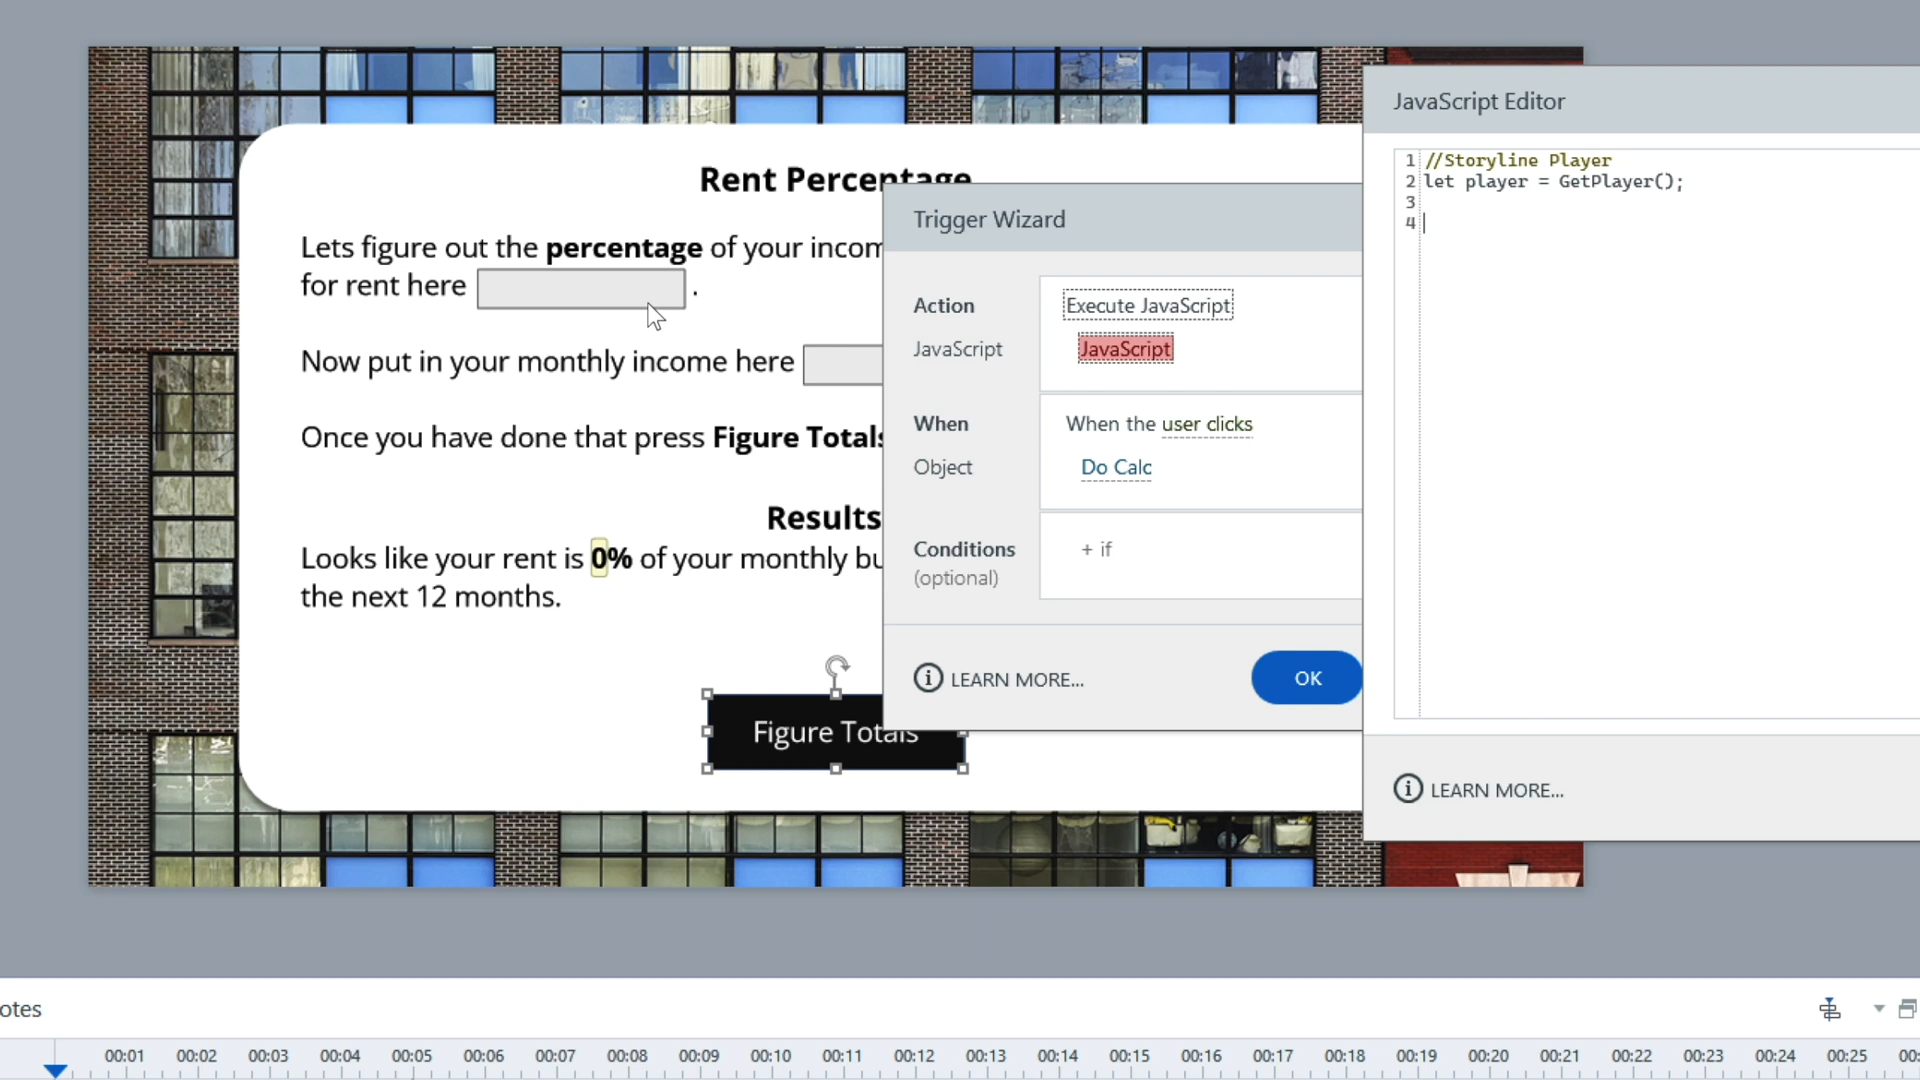 Rent Percentage
Lets figure out the percentage of your incom
for rent here .
Now put in your monthly income here
Once you have done that press Figure Totals
Results
Looks like your rent is 0% of your monthly bu
the next 12 months.
Figure Totals
Trigger Wizard
Action
Execute JavaScript
JavaScript
JavaScript
When
When the user clicks
Object
Do Calc
Conditions
+ if
(optional)
LEARN MORE...
OK
JavaScript Editor
1 //Storyline Player
2 let player = GetPlayer();
3
4
LEARN MORE...
otes
00:01 00:02 00:03 00:04 00:05 00:06 00:07 00:08 00:09 00:10 00:11 00:12 00:13 00:14 00:15 00:16 00:17 00:18 00:19 00:20 00:21 00:22 00:23 00:24 00:25 00: